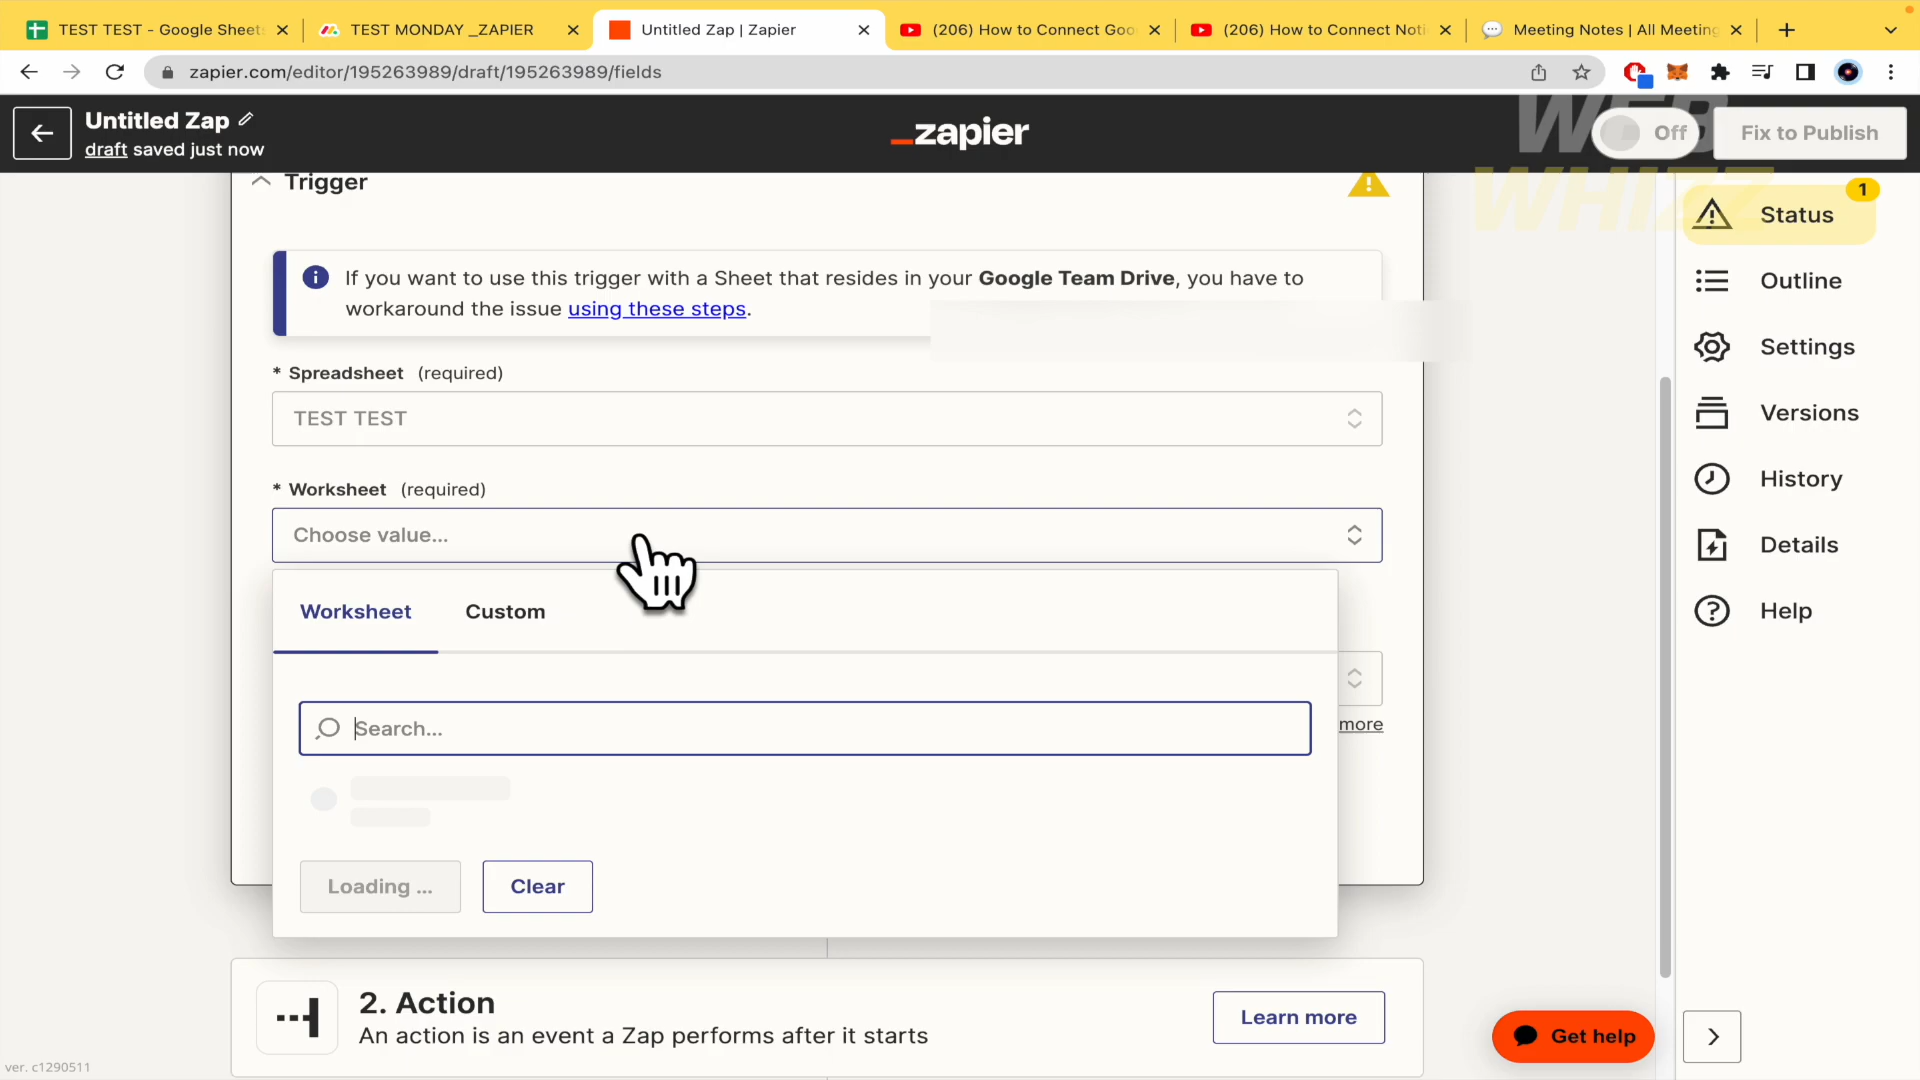 TEST TEST - Google Sheets
TEST MONDAY _ZAPIER
Untitled Zap | Zapier
(206) How to Connect Goo
(206) How to Connect Noti
Meeting Notes | All Meeting
zapier.com/editor/195263989/draft/195263989/fields
Untitled Zap
draft saved just now
_zapier
WEB
WHIZZ
Off
Fix to Publish
Trigger
If you want to use this trigger with a Sheet that resides in your Google Team Drive, you have to
workaround the issue using these steps.
* Spreadsheet (required)
TEST TEST
* Worksheet (required)
Choose value...
Worksheet
Custom
Search...
more
Loading ...
Clear
2. Action
An action is an event a Zap performs after it starts
Learn more
1
Status
Outline
Settings
Versions
History
Details
Help
Get help
ver. c1290511